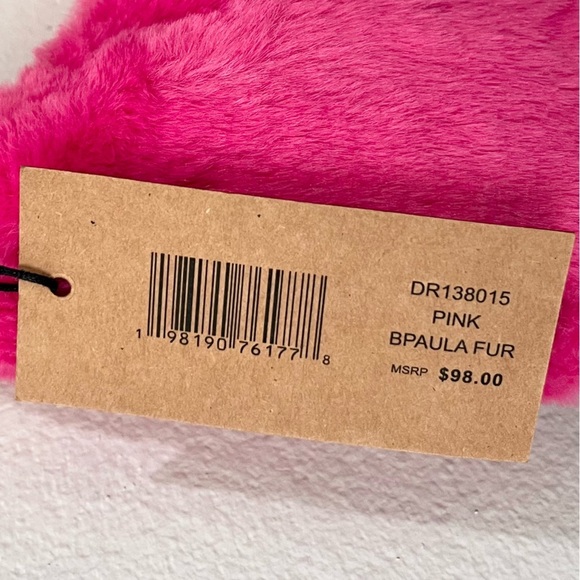 DR138015
PINK
BPAULA FUR
MSRP $98.00
1 98190 76177 8